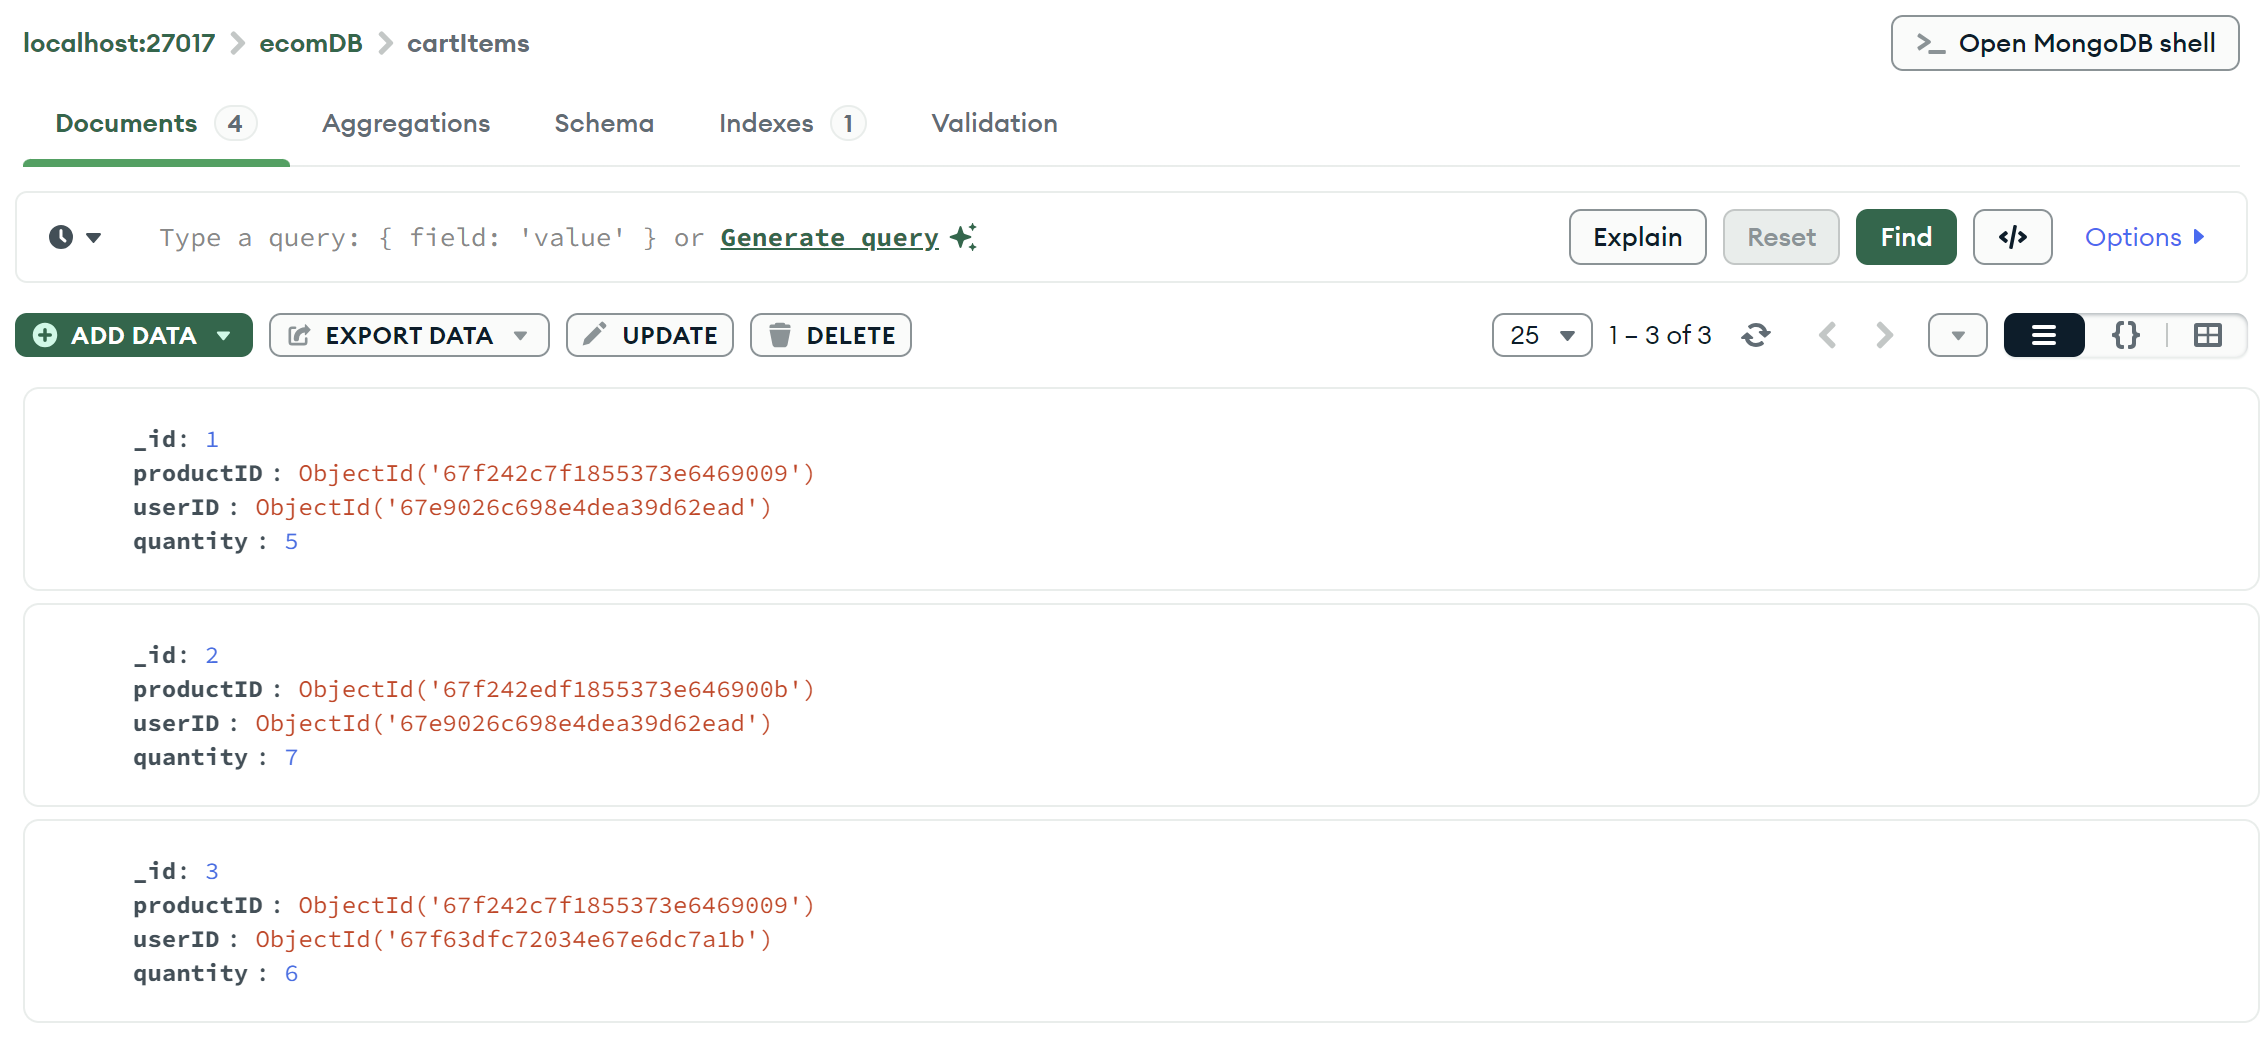 localhost:27017 > ecomDB > cartItems
>_ Open MongoDB shell
Documents 4 Aggregations Schema Indexes 1 Validation
Type a query: { field: 'value' } or Generate query
Explain Reset Find </> Options
ADD DATA EXPORT DATA UPDATE DELETE
25 1 – 3 of 3 {}
_id: 1
productID : ObjectId('67f242c7f1855373e6469009')
userID : ObjectId('67e9026c698e4dea39d62ead')
quantity : 5
_id: 2
productID : ObjectId('67f242edf1855373e646900b')
userID : ObjectId('67e9026c698e4dea39d62ead')
quantity : 7
_id: 3
productID : ObjectId('67f242c7f1855373e6469009')
userID : ObjectId('67f63dfc72034e67e6dc7a1b')
quantity : 6